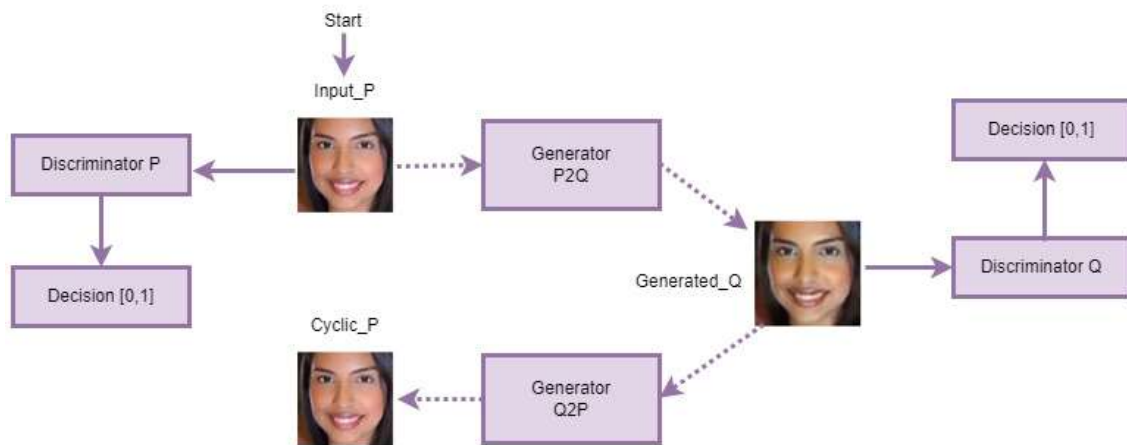 Start
Input_P
Discriminator P
Decision [0,1]
Generator
P2Q
Generated_Q
Decision [0,1]
Discriminator Q
Cyclic_P
Generator
Q2P